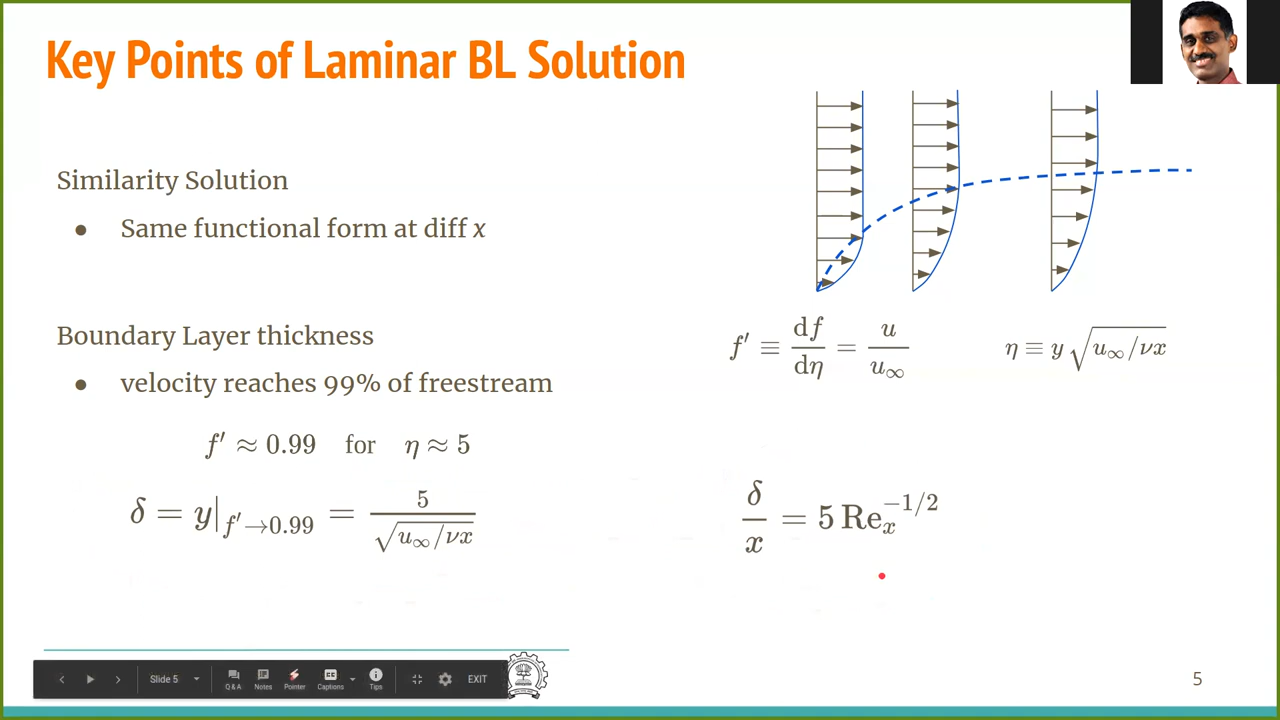 Key Points of Laminar BL Solution
Similarity Solution
● Same functional form at diff x
Boundary Layer thickness
● velocity reaches 99% of freestream
f′ ≡ df/dη = u/u∞
η ≡ y √(u∞/νx)
f′ ≈ 0.99 for η ≈ 5
δ = y|f′→0.99 = 5/√(u∞/νx)
δ/x = 5 Reₓ^(−1/2)
Slide 5
Q & A
Notes
Pointer
Captions
Tips
EXIT
5